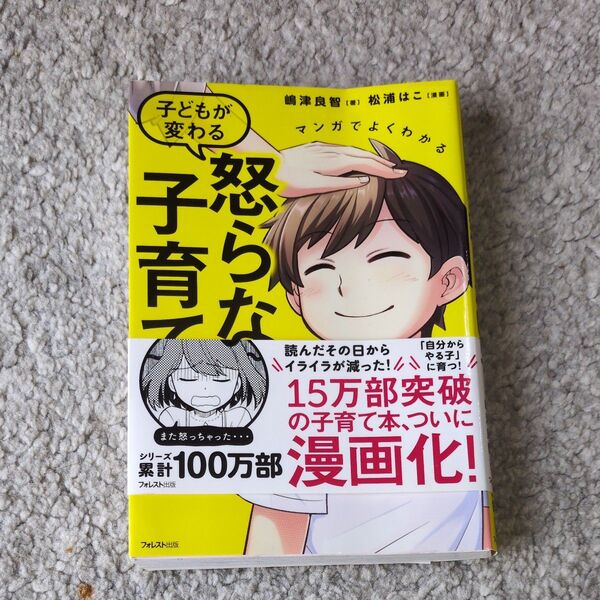 嶋津良智[著] 松浦はこ[漫画]
マンガでよくわかる
子どもが
変わる
怒らな
子育て
読んだその日から
イライラが減った!
「自分から
やる子」
に育つ!
15万部突破
の子育て本、ついに
漫画化!
また怒っちゃった・・・
シリーズ
累計100万部
フォレスト出版
フォレスト出版